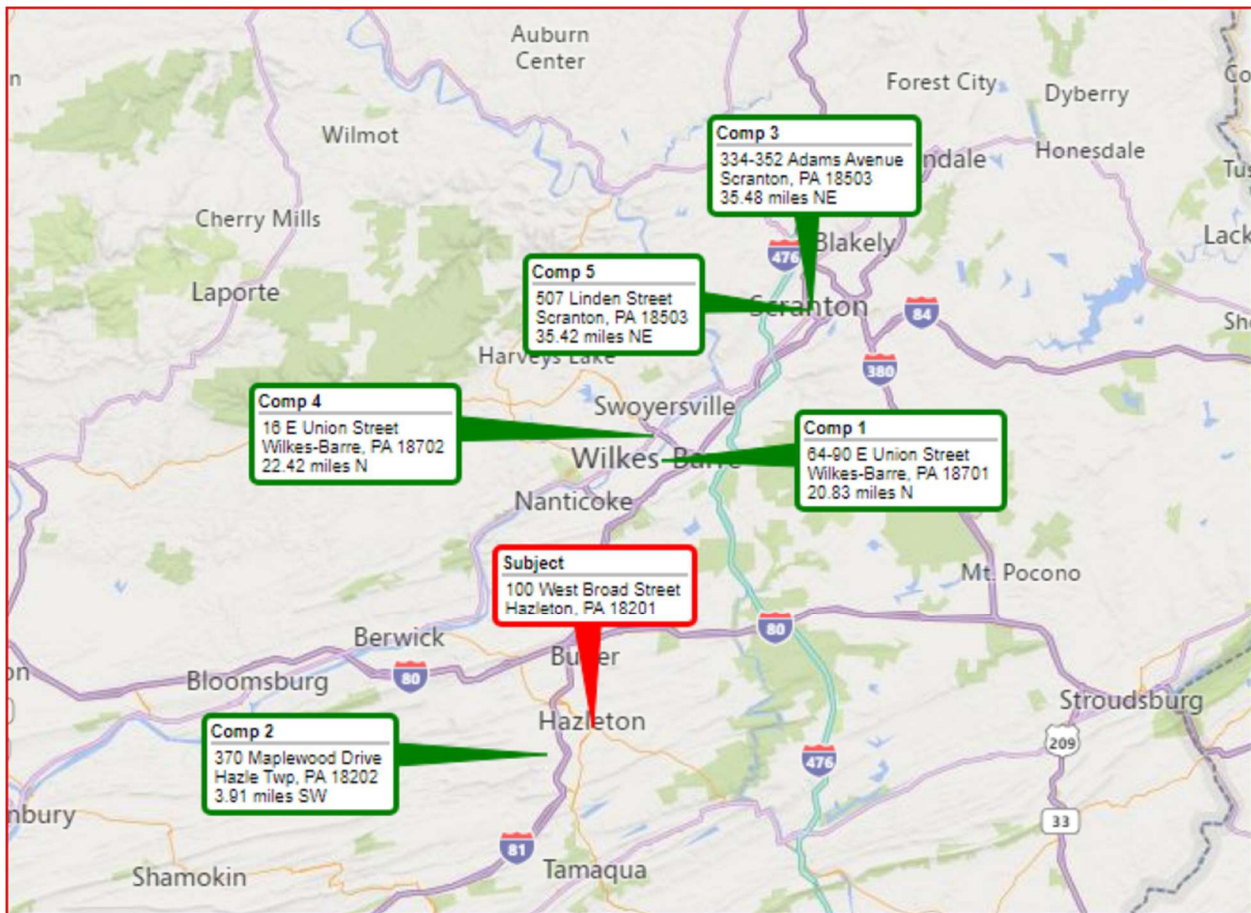 Auburn
Center
Forest City
Dyberry
Wilmot
Comp 3
334-352 Adams Avenue
Scranton, PA 18503
35.48 miles NE
ndale
Honesdale
Cherry Mills
476
Blakely
Comp 5
507 Linden Street
Scranton, PA 18503
35.42 miles NE
Laporte
Scranton
84
Harveys Lake
380
Comp 4
16 E Union Street
Wilkes-Barre, PA 18702
22.42 miles N
Swoyersville
Comp 1
64-90 E Union Street
Wilkes-Barre, PA 18701
20.83 miles N
Wilkes-Barre
Nanticoke
Subject
100 West Broad Street
Hazleton, PA 18201
Mt. Pocono
80
Berwick
80
Bloomsburg
Stroudsburg
Hazleton
Comp 2
370 Maplewood Drive
Hazle Twp, PA 18202
3.91 miles SW
209
476
nbury
33
81
Tamaqua
Shamokin